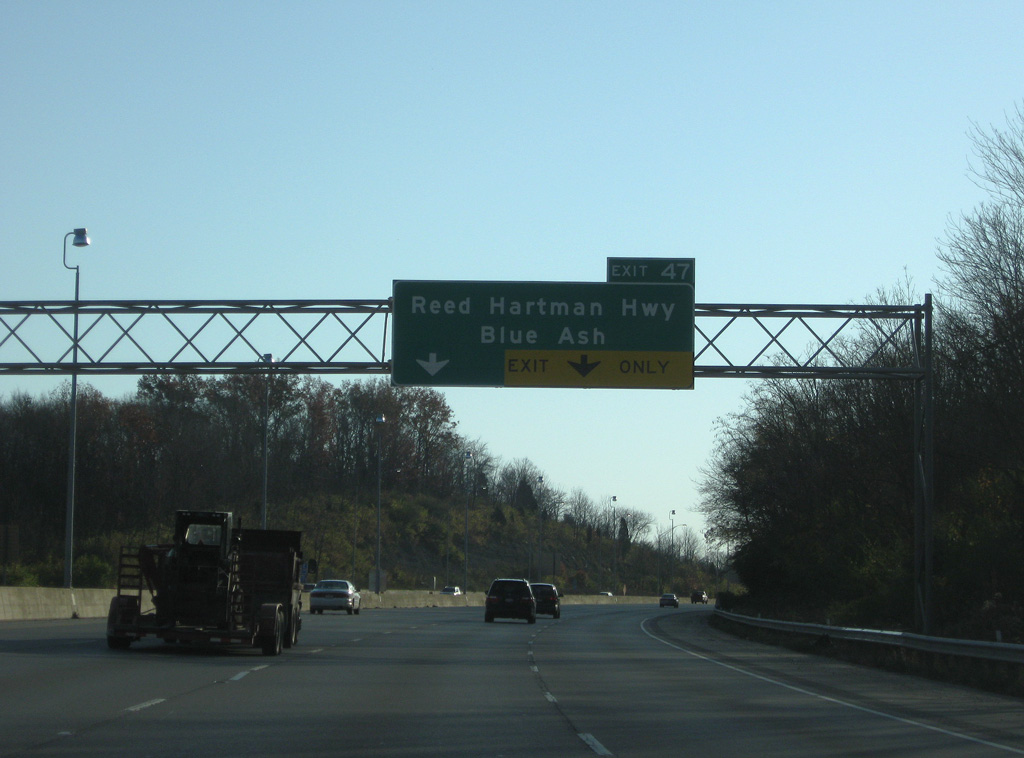 EXIT 47
Reed Hartman Hwy
Blue Ash
EXIT ONLY